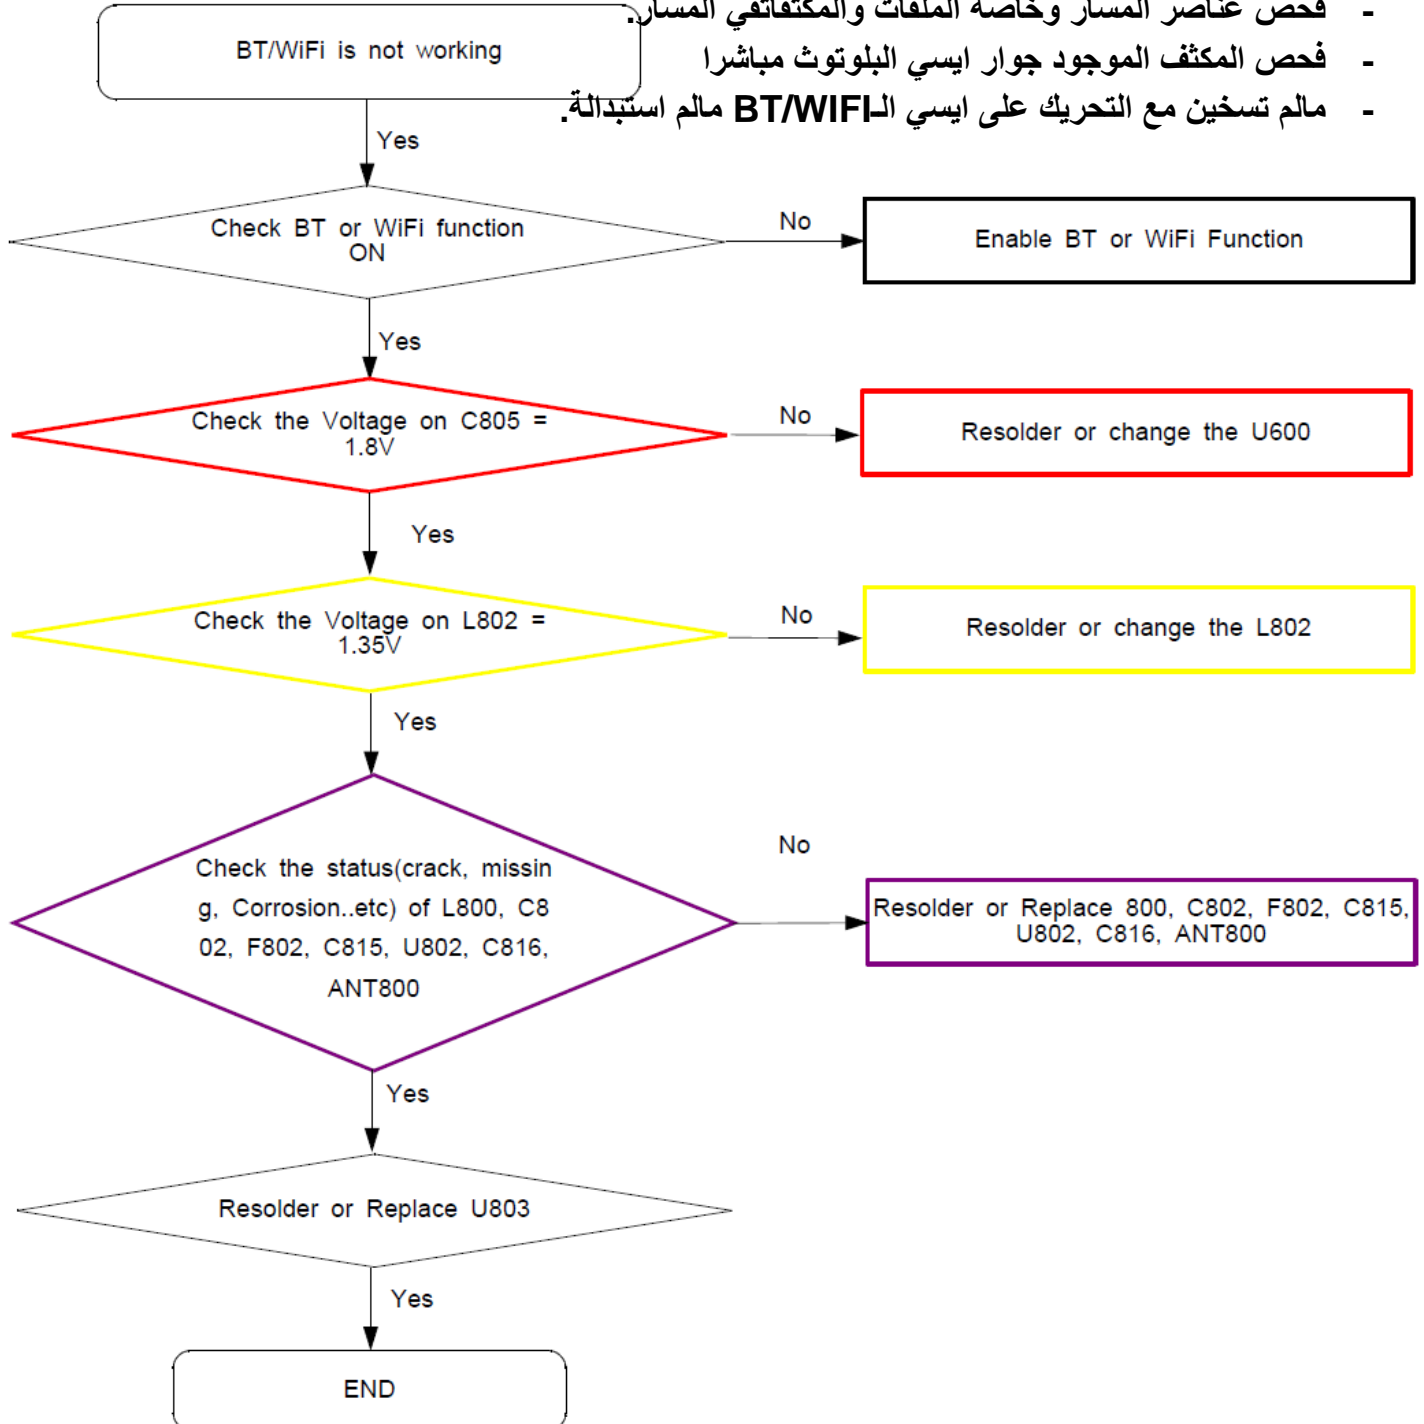 - فحص عناصر المسار وخاصة الملفات والمكثفاتفي المسار.
BT/WiFi is not working
- فحص المكثف الموجود جوار ايسي البلوتوث مباشرا
- مالم تسخين مع التحريك على ايسي الـBT/WIFI مالم استبدالة.
Yes
Check BT or WiFi function
ON
No
Enable BT or WiFi Function
Yes
Check the Voltage on C805 =
1.8V
No
Resolder or change the U600
Yes
Check the Voltage on L802 =
1.35V
No
Resolder or change the L802
Yes
Check the status(crack, missin
g, Corrosion..etc) of L800, C8
02, F802, C815, U802, C816,
ANT800
No
Resolder or Replace 800, C802, F802, C815,
U802, C816, ANT800
Yes
Resolder or Replace U803
Yes
END